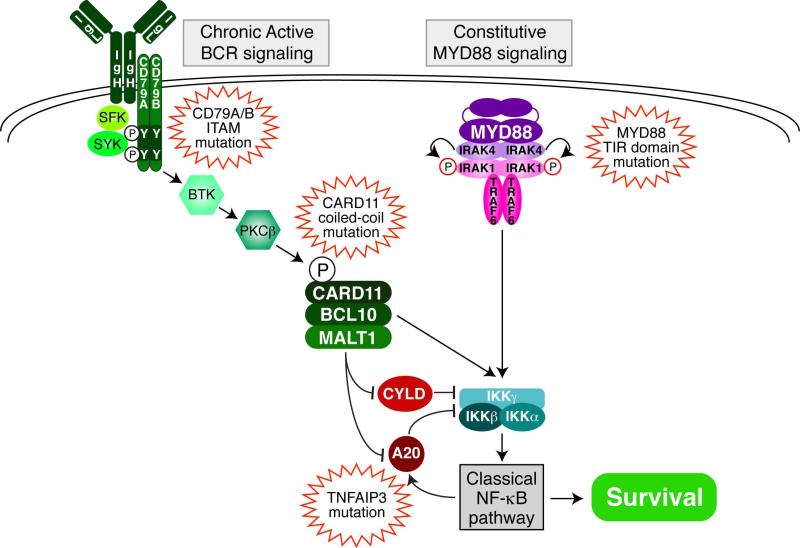 Chronic Active
BCR signaling
Constitutive
MYD88 signaling
IgL
IgL
IgH
IgH
CD79A
CD79B
SFK
SYK
P
P
Y Y
Y Y
CD79A/B
ITAM
mutation
BTK
PKCβ
CARD11
coiled-coil
mutation
P
CARD11
BCL10
MALT1
MYD88
IRAK4 IRAK4
P IRAK1 IRAK1 P
TRAF6
TRAF6
MYD88
TIR domain
mutation
CYLD
IKKγ
IKKβ IKKα
A20
TNFAIP3
mutation
Classical
NF-κB
pathway
Survival